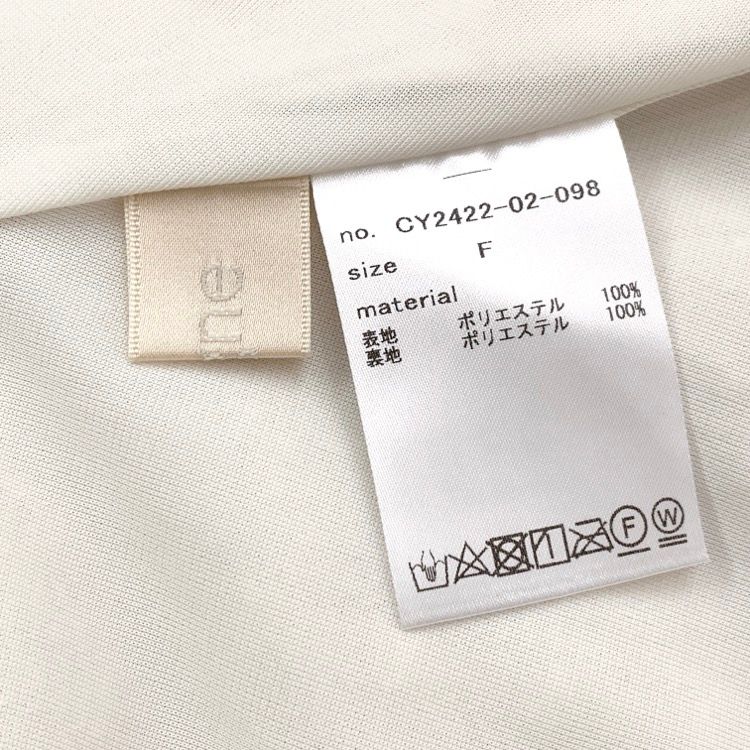 une
no. CY2422-02-098
size F
material
表地 ポリエステル 100%
裏地 ポリエステル 100%
F
W